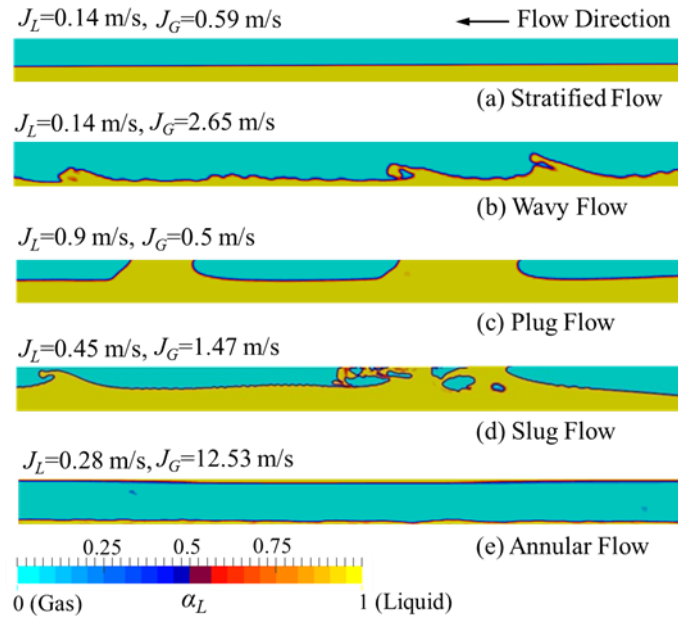 J_L=0.14 m/s, J_G=0.59 m/s
Flow Direction
(a) Stratified Flow
J_L=0.14 m/s, J_G=2.65 m/s
(b) Wavy Flow
J_L=0.9 m/s, J_G=0.5 m/s
(c) Plug Flow
J_L=0.45 m/s, J_G=1.47 m/s
(d) Slug Flow
J_L=0.28 m/s, J_G=12.53 m/s
(e) Annular Flow
0.25 0.5 0.75
0 (Gas) α_L 1 (Liquid)